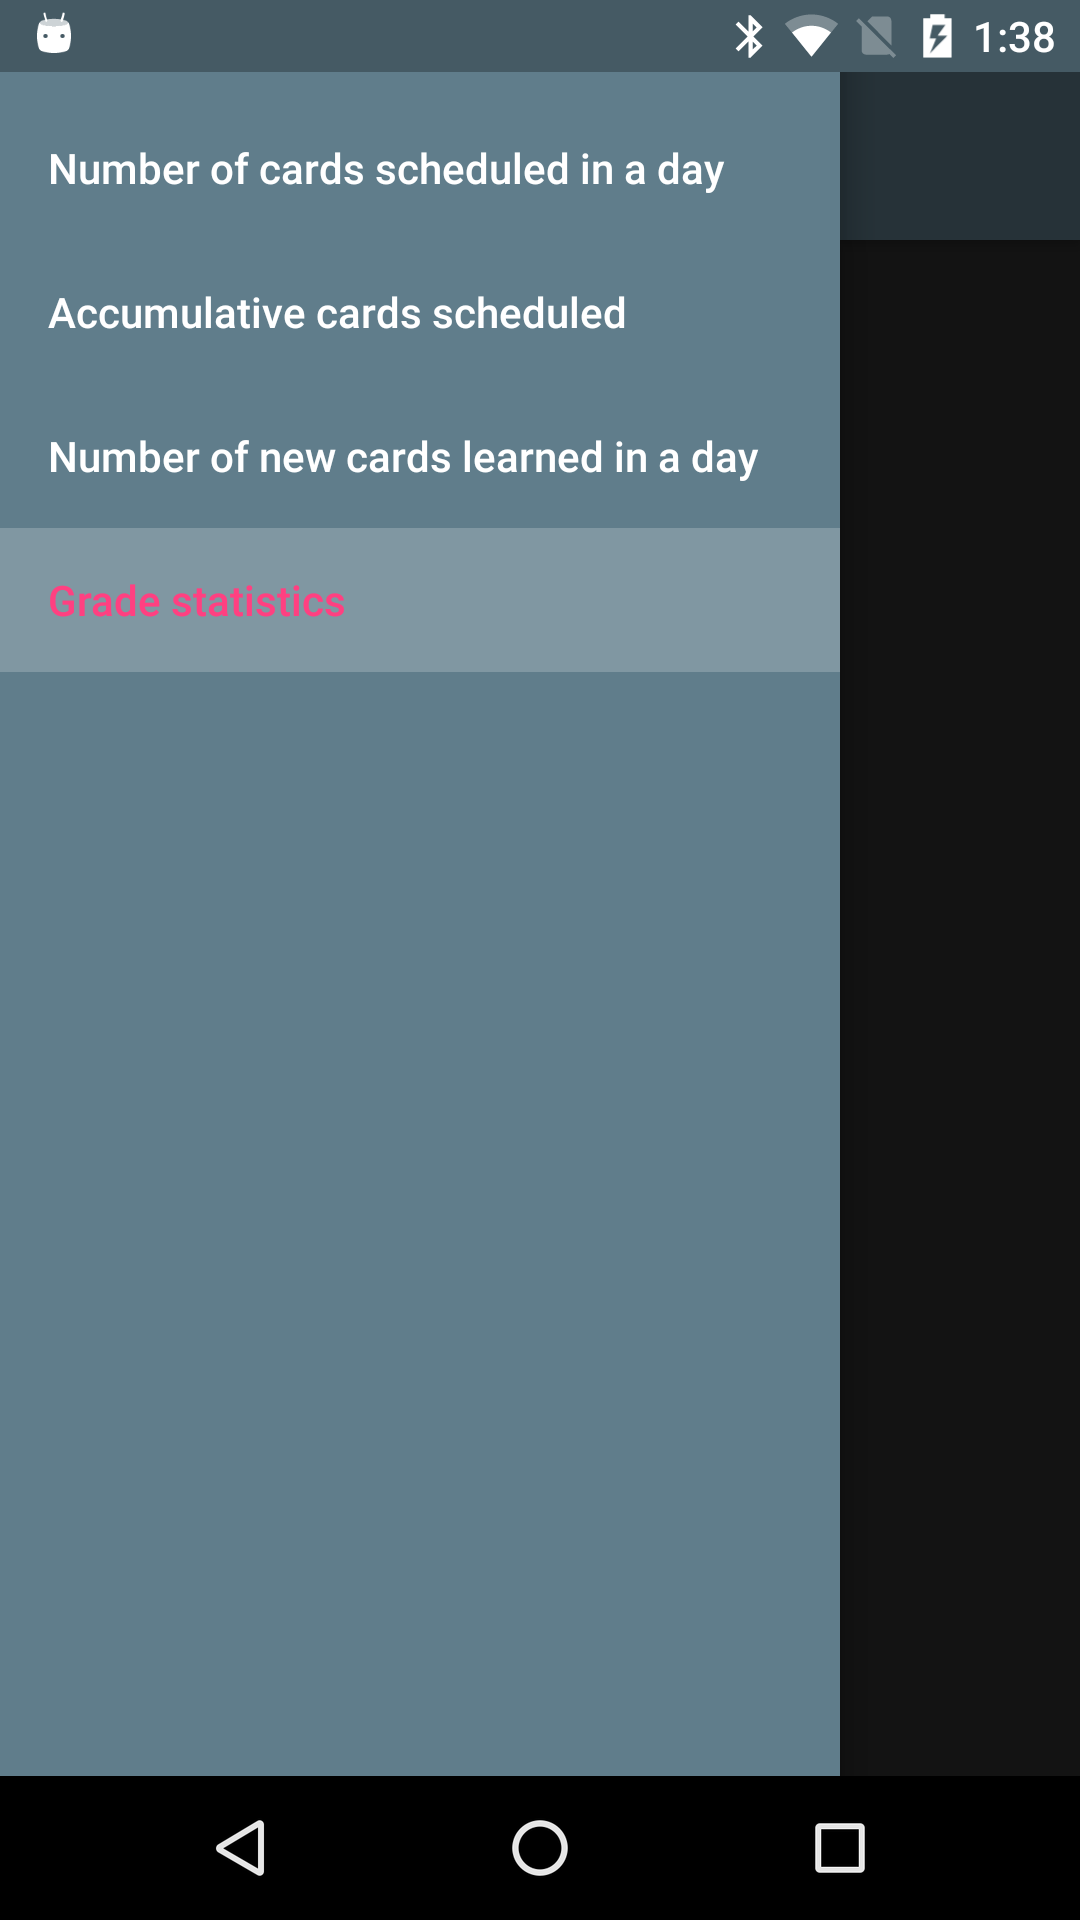 1:38
Number of cards scheduled in a day
Accumulative cards scheduled
Number of new cards learned in a day
Grade statistics